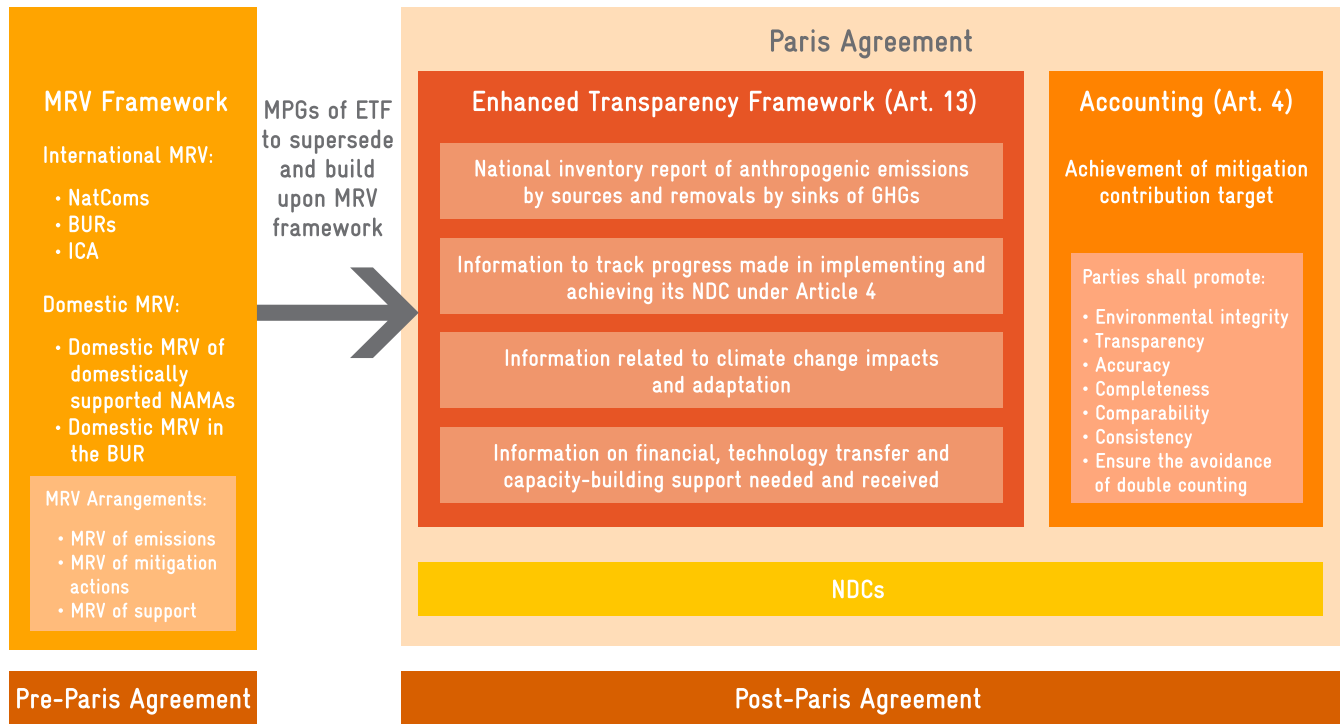 MRV Framework
International MRV:
• NatComs
• BURs
• ICA
Domestic MRV:
• Domestic MRV of
domestically
supported NAMAs
• Domestic MRV in
the BUR
MRV Arrangements:
• MRV of emissions
• MRV of mitigation
actions
• MRV of support
Pre-Paris Agreement
MPGs of ETF
to supersede
and build
upon MRV
framework
Paris Agreement
Enhanced Transparency Framework (Art. 13)
National inventory report of anthropogenic emissions
by sources and removals by sinks of GHGs
Information to track progress made in implementing and
achieving its NDC under Article 4
Information related to climate change impacts
and adaptation
Information on financial, technology transfer and
capacity-building support needed and received
Accounting (Art. 4)
Achievement of mitigation
contribution target
Parties shall promote:
• Environmental integrity
• Transparency
• Accuracy
• Completeness
• Comparability
• Consistency
• Ensure the avoidance
of double counting
NDCs
Post-Paris Agreement